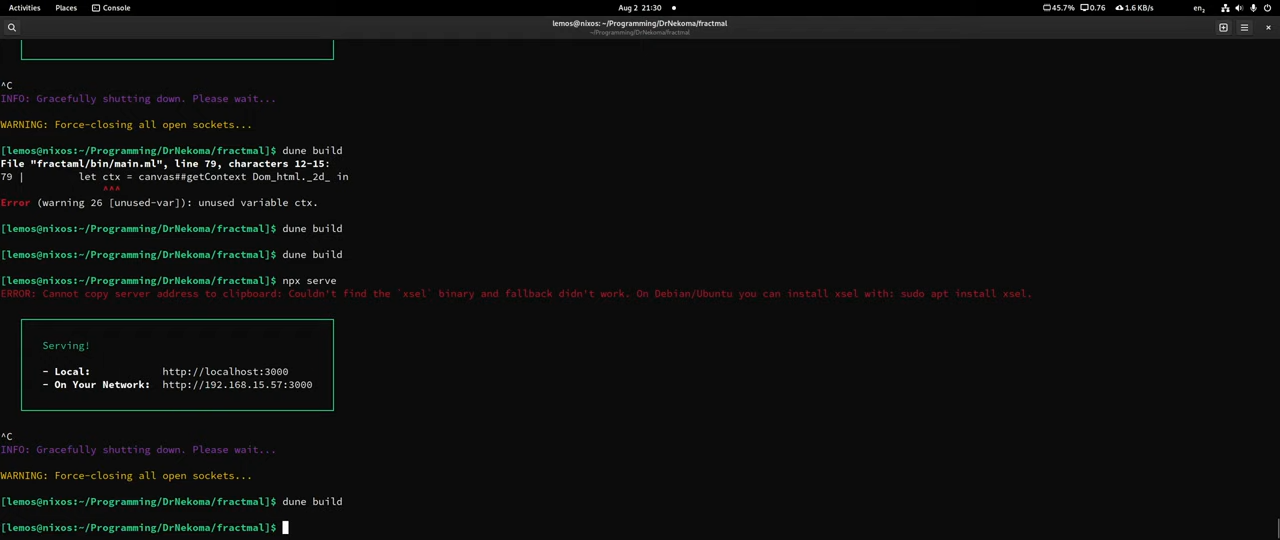 Activities Places Console Aug 2 21:30 45.7% 0.76 1.6 KB/s en₂
lemos@nixos: ~/Programming/DrNekoma/fractmal
~/Programming/DrNekoma/fractmal
^C
INFO: Gracefully shutting down. Please wait...
WARNING: Force-closing all open sockets...
[lemos@nixos:~/Programming/DrNekoma/fractmal]$ dune build
File "fractaml/bin/main.ml", line 79, characters 12-15:
79 |         let ctx = canvas##getContext Dom_html._2d_ in
^^^
Error (warning 26 [unused-var]): unused variable ctx.
[lemos@nixos:~/Programming/DrNekoma/fractmal]$ dune build
[lemos@nixos:~/Programming/DrNekoma/fractmal]$ dune build
[lemos@nixos:~/Programming/DrNekoma/fractmal]$ npx serve
ERROR: Cannot copy server address to clipboard: Couldn't find the `xsel` binary and fallback didn't work. On Debian/Ubuntu you can install xsel with: sudo apt install xsel.
Serving!
- Local: http://localhost:3000
- On Your Network: http://192.168.15.57:3000
^C
INFO: Gracefully shutting down. Please wait...
WARNING: Force-closing all open sockets...
[lemos@nixos:~/Programming/DrNekoma/fractmal]$ dune build
[lemos@nixos:~/Programming/DrNekoma/fractmal]$